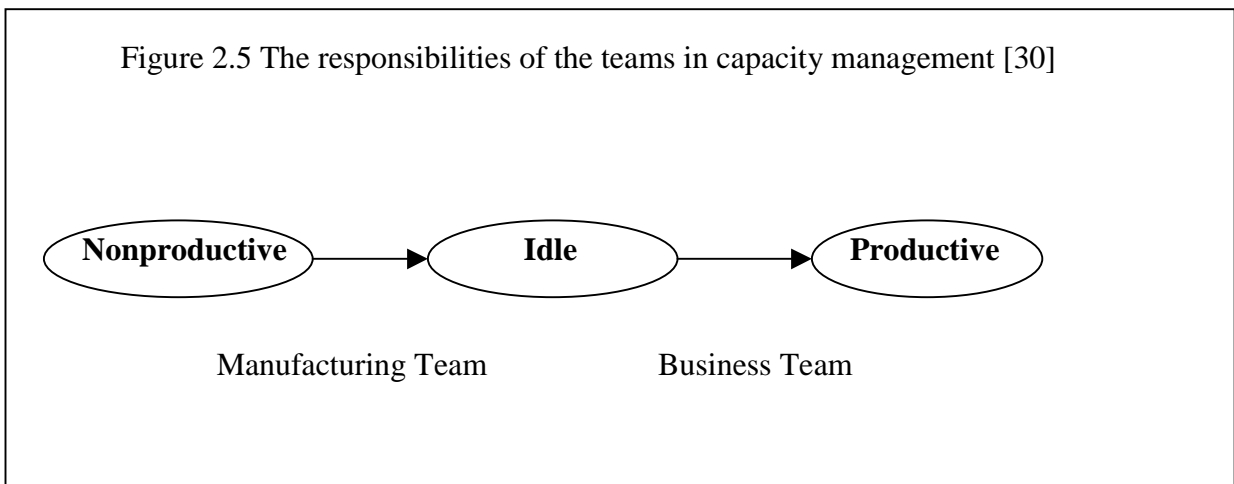 Figure 2.5 The responsibilities of the teams in capacity management [30]
Nonproductive Idle Productive
Manufacturing Team Business Team